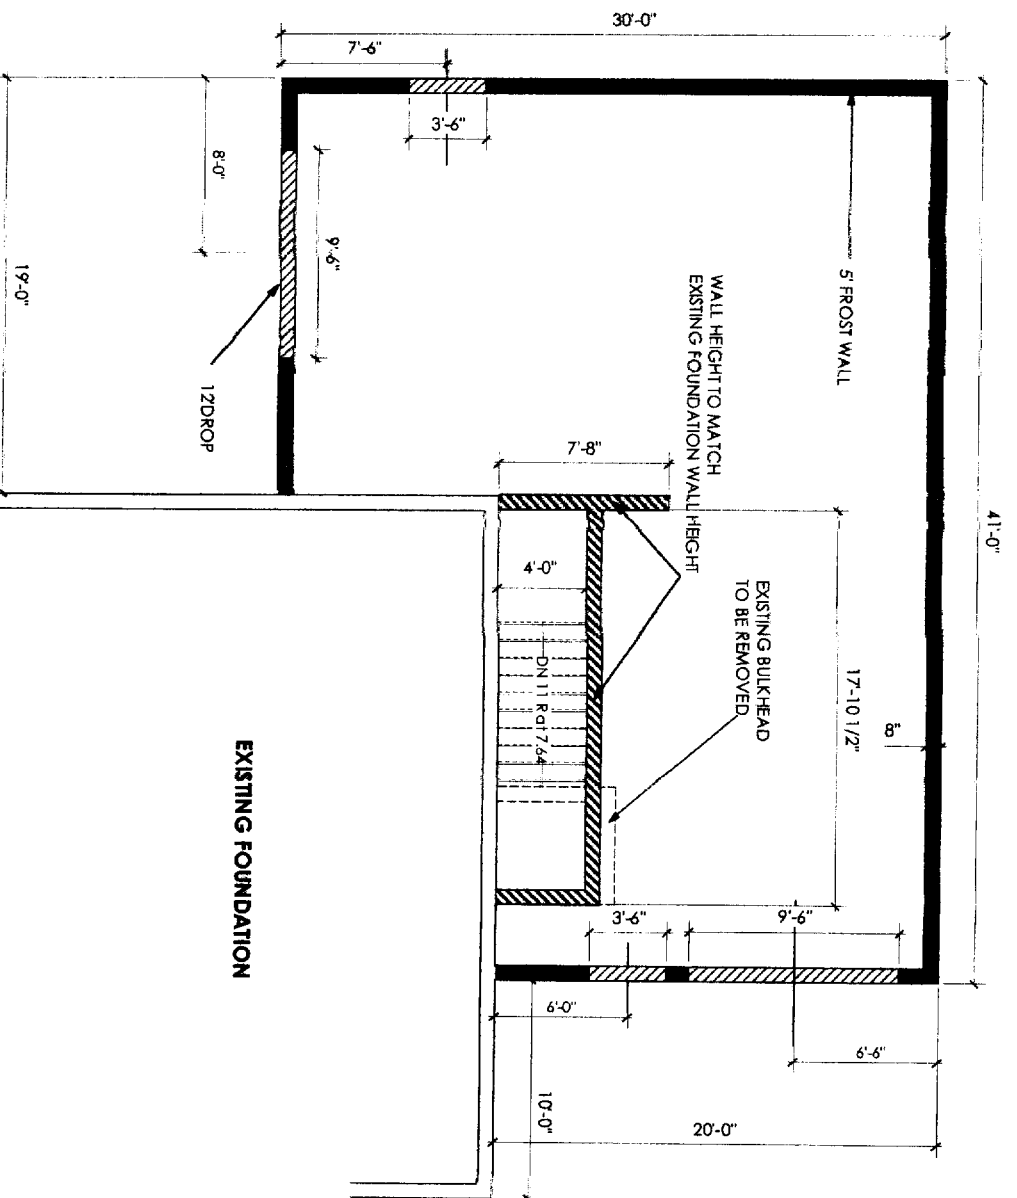 30'-0"
7'-6"
3'-6"
8'-0"
9'-6"
19'-0"
12'DROP
5' FROST WALL
WALL HEIGHT TO MATCH
EXISTING FOUNDATION WALL HEIGHT
7'-8"
41'-0"
4'-0"
EXISTING BULKHEAD
TO BE REMOVED
DN 11 R at 7.64
17'-10 1/2"
8"
EXISTING FOUNDATION
3'-6"
9'-6"
6'-0"
6'-6"
10'-0"
20'-0"